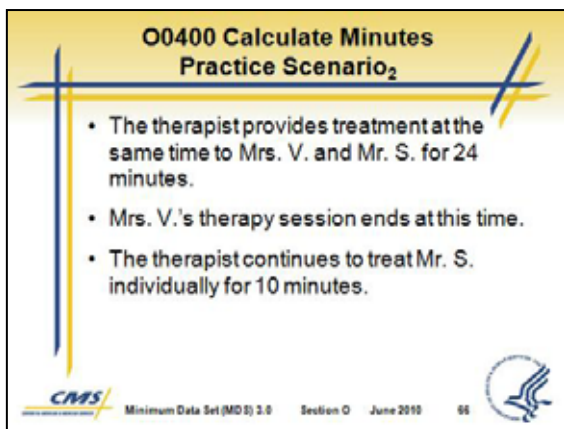 O0400 Calculate Minutes
Practice Scenario₂
• The therapist provides treatment at the
same time to Mrs. V. and Mr. S. for 24
minutes.
• Mrs. V.'s therapy session ends at this time.
• The therapist continues to treat Mr. S.
individually for 10 minutes.
CMS
Minimum Data Set (MDS) 3.0 Section O June 2010 66